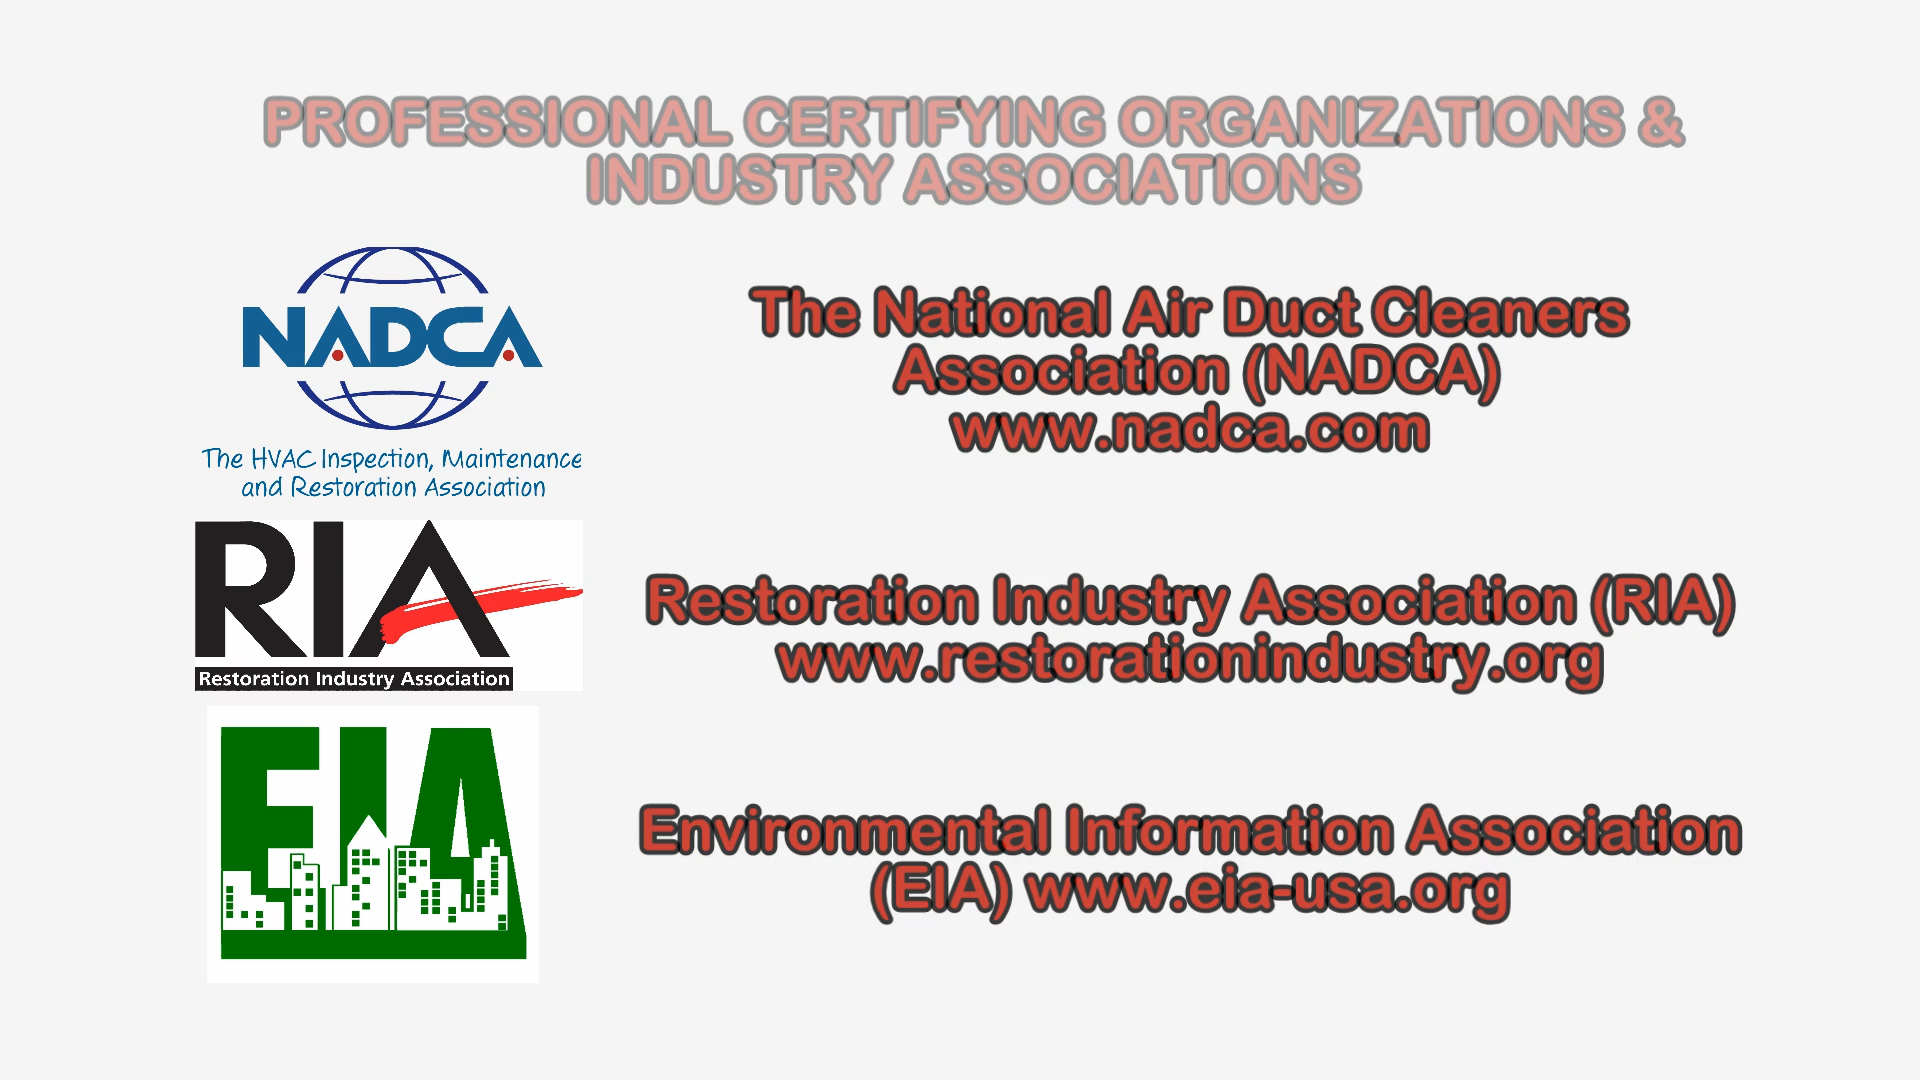 PROFESSIONAL CERTIFYING ORGANIZATIONS &
INDUSTRY ASSOCIATIONS
NADCA
The HVAC Inspection, Maintenance
and Restoration Association
The National Air Duct Cleaners
Association (NADCA)
www.nadca.com
RIA
Restoration Industry Association
Restoration Industry Association (RIA)
www.restorationindustry.org
EIA
Environmental Information Association
(EIA) www.eia-usa.org